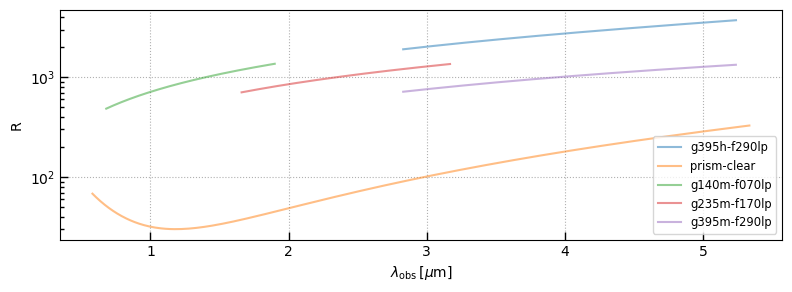 R
10³
10²
1 2 3 4 5
λobs [μm]
g395h-f290lp
prism-clear
g140m-f070lp
g235m-f170lp
g395m-f290lp